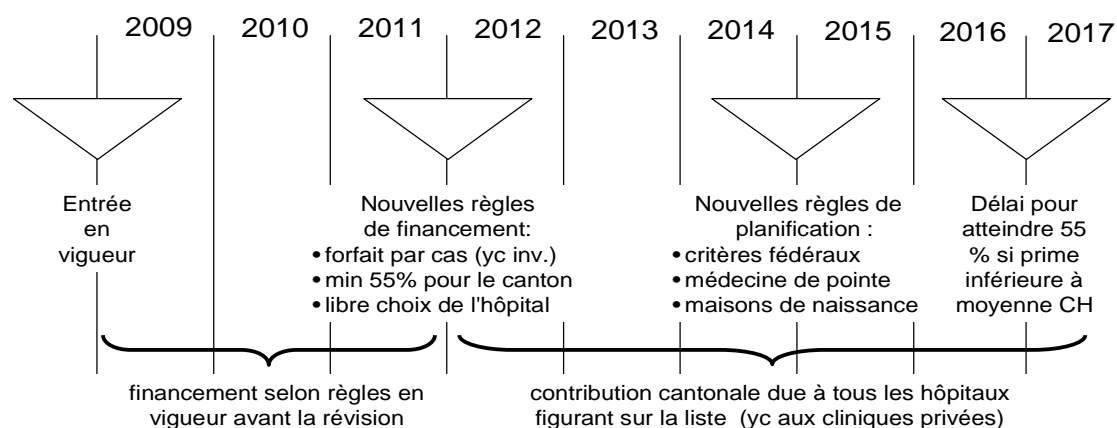 2009 2010 2011 2012 2013 2014 2015 2016 2017
Entrée
en
vigueur
Nouvelles règles
de financement:
• forfait par cas (yc inv.)
• min 55% pour le canton
• libre choix de l'hôpital
Nouvelles règles de
planification :
• critères fédéraux
• médecine de pointe
• maisons de naissance
Délai pour
atteindre 55
% si prime
inférieure à
moyenne CH
financement selon règles en
vigueur avant la révision
contribution cantonale due à tous les hôpitaux
figurant sur la liste (yc aux cliniques privées)